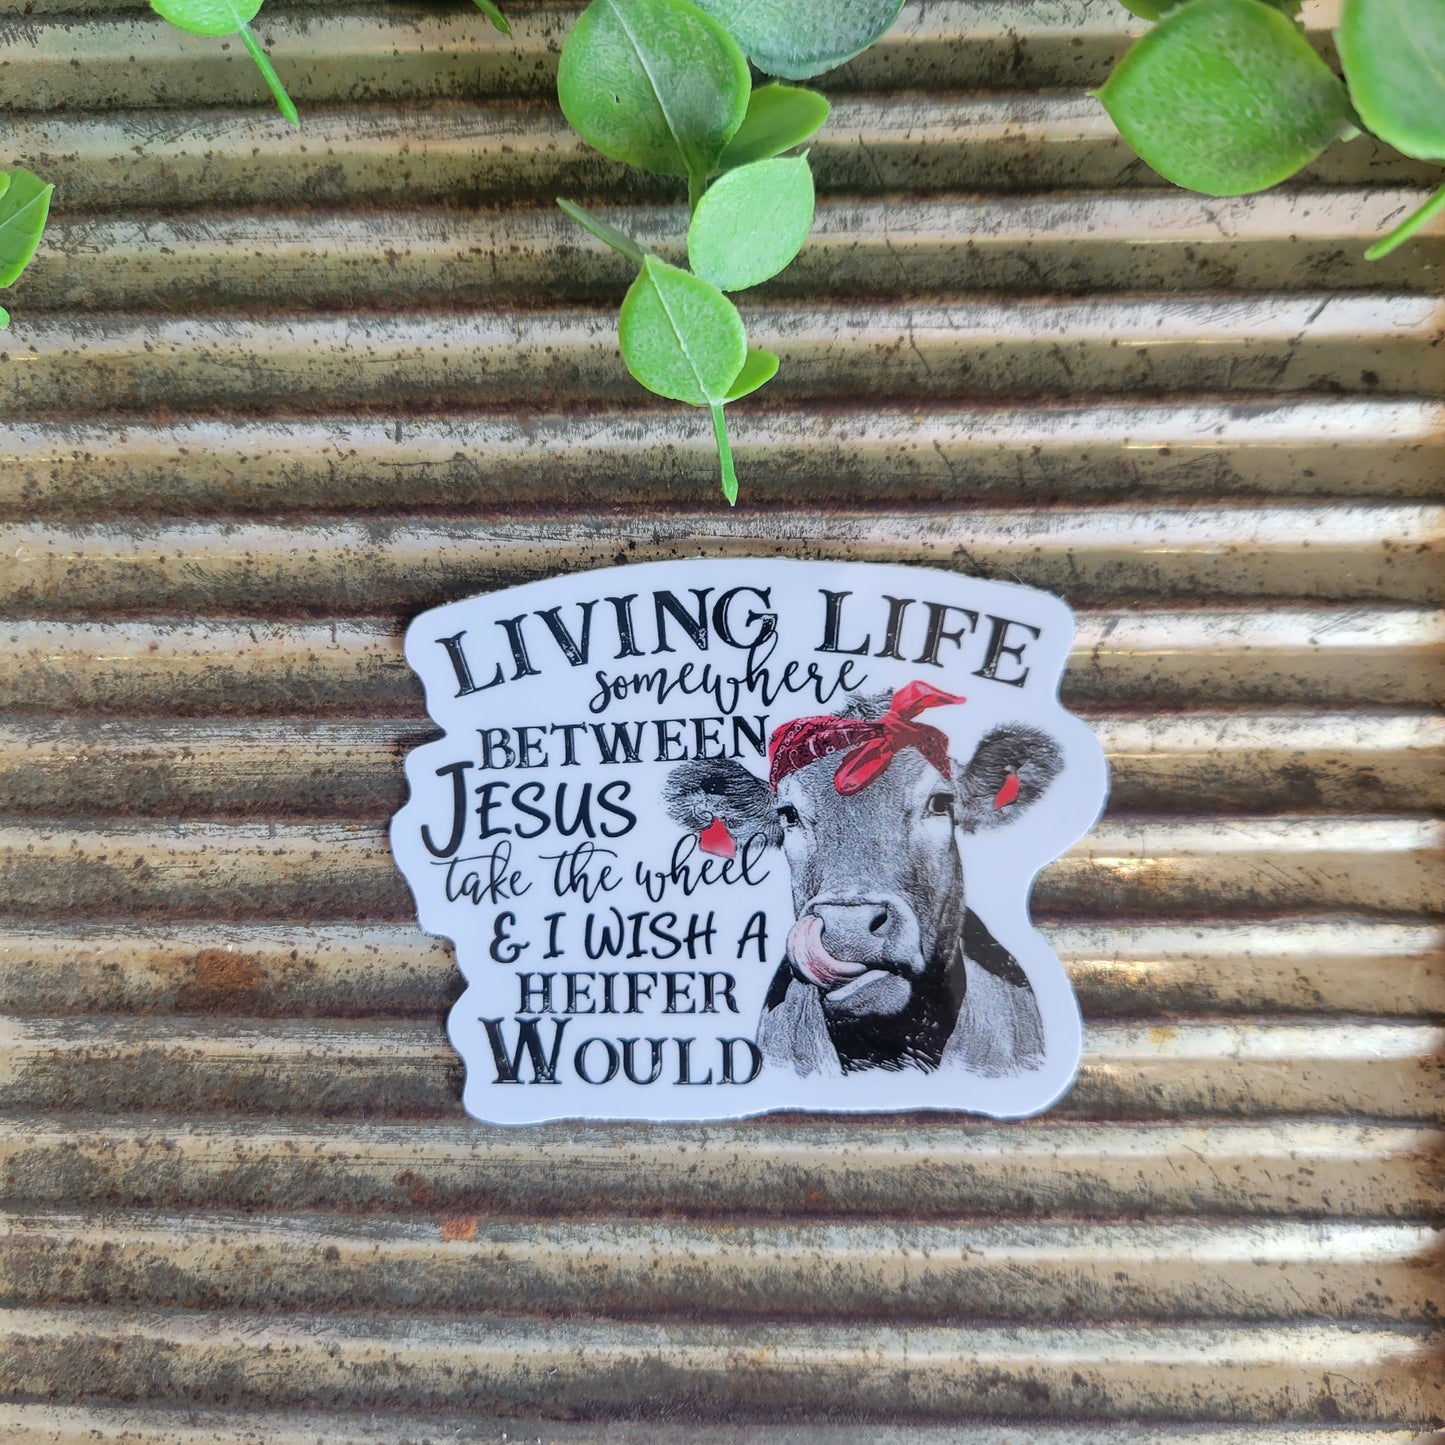 LIVING LIFE
somewhere
BETWEEN
JESUS
take the wheel
& I WISH A
HEIFER
WOULD